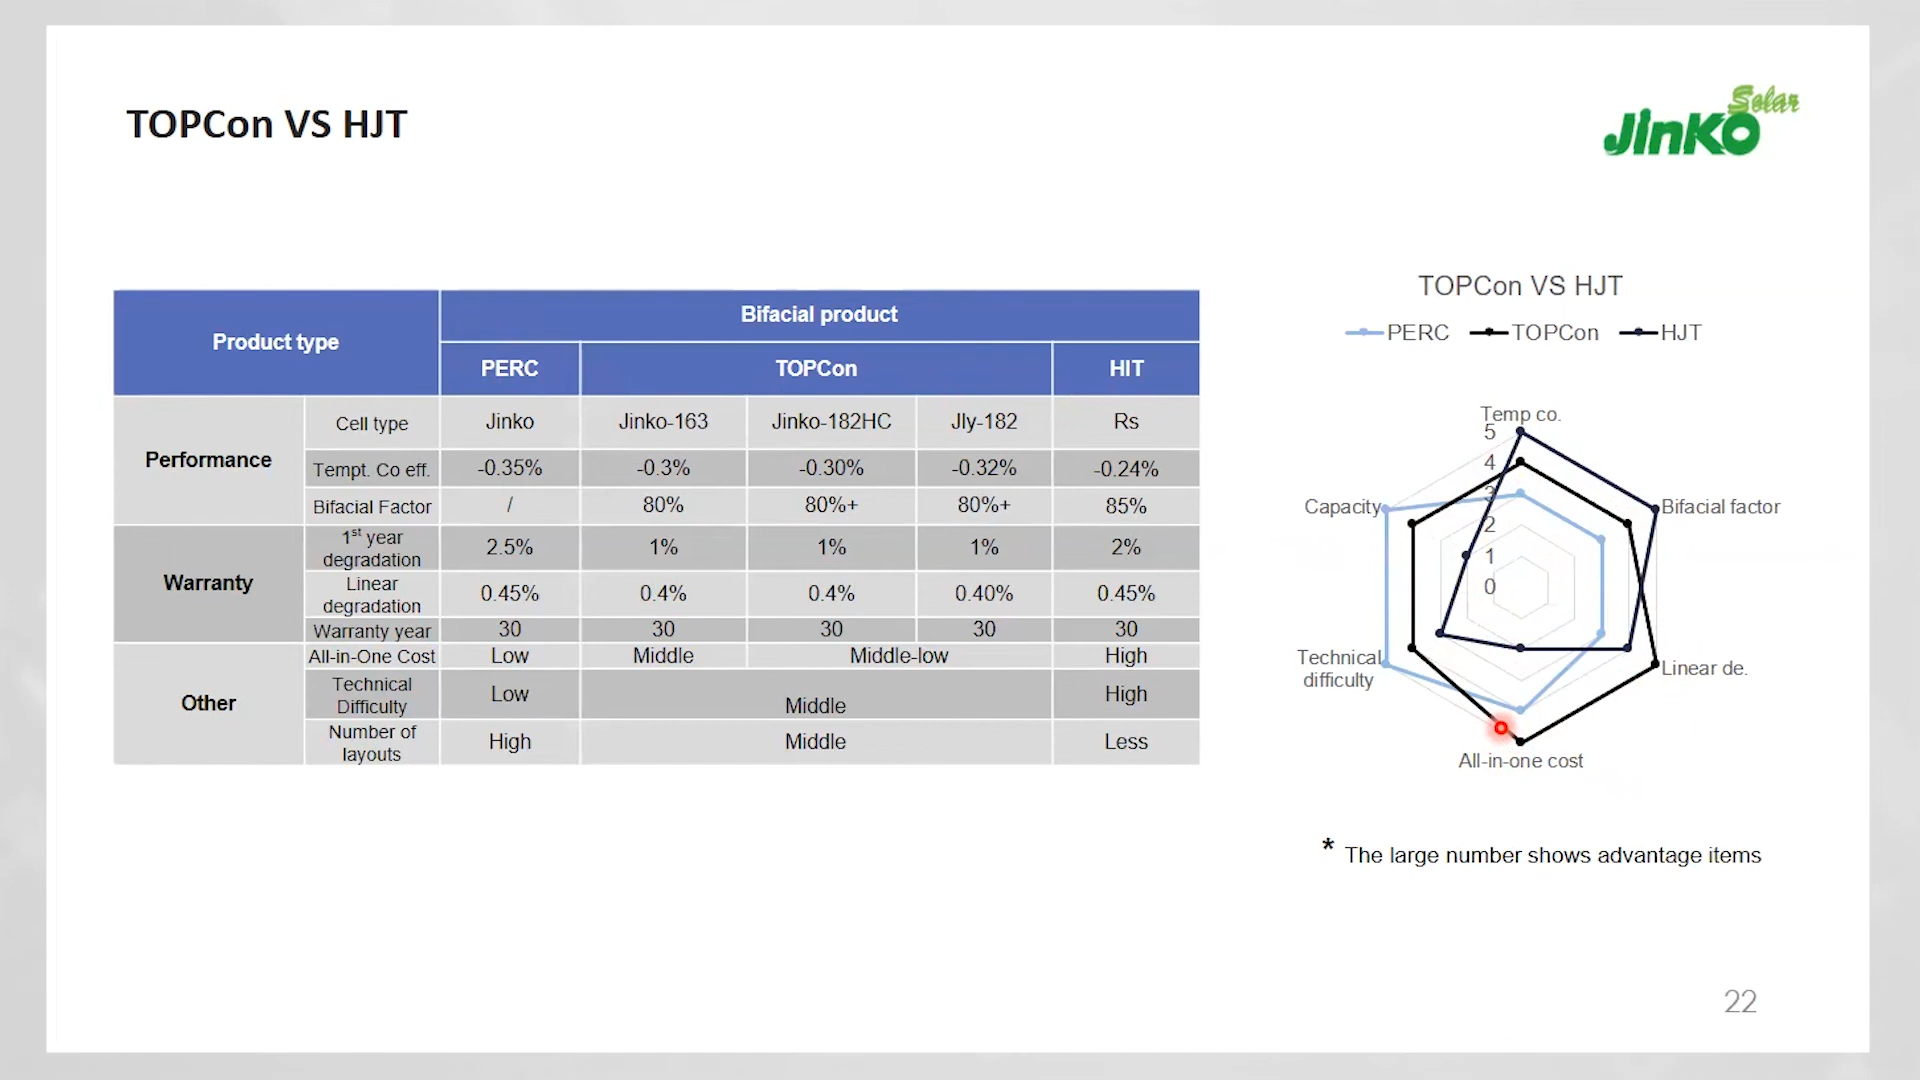 TOPCon VS HJT
JinKO Solar
Product type
Bifacial product
PERC
TOPCon
HIT
Performance
Cell type
Jinko
Jinko-163
Jinko-182HC
Jly-182
Rs
Tempt. Co eff.
-0.35%
-0.3%
-0.30%
-0.32%
-0.24%
Bifacial Factor
/
80%
80%+
80%+
85%
Warranty
1st year
degradation
2.5%
1%
1%
1%
2%
Linear
degradation
0.45%
0.4%
0.4%
0.40%
0.45%
Warranty year
30
30
30
30
30
Other
All-in-One Cost
Low
Middle
Middle-low
High
Technical
Difficulty
Low
Middle
High
Number of
layouts
High
Middle
Less
TOPCon VS HJT
PERC
TOPCon
HJT
Temp co.
5
4
3
2
1
0
Capacity
Bifacial factor
Technical
difficulty
Linear de.
All-in-one cost
* The large number shows advantage items
22